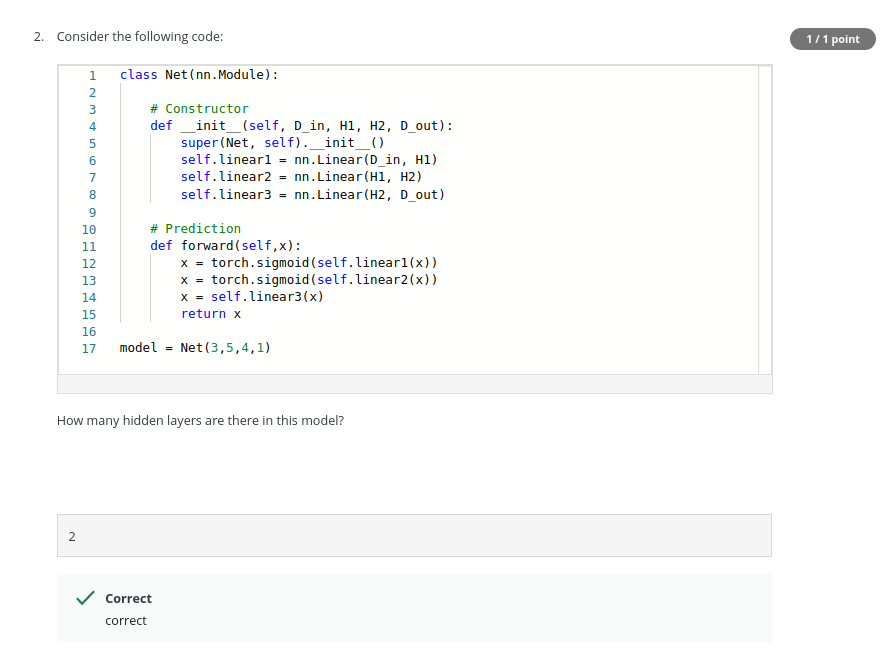 2. Consider the following code:
1 / 1 point
1 class Net(nn.Module):
2
3     # Constructor
4     def __init__(self, D_in, H1, H2, D_out):
5         super(Net, self).__init__()
6         self.linear1 = nn.Linear(D_in, H1)
7         self.linear2 = nn.Linear(H1, H2)
8         self.linear3 = nn.Linear(H2, D_out)
9
10     # Prediction
11     def forward(self,x):
12         x = torch.sigmoid(self.linear1(x))
13         x = torch.sigmoid(self.linear2(x))
14         x = self.linear3(x)
15         return x
16
17 model = Net(3,5,4,1)
How many hidden layers are there in this model?
2
Correct
correct